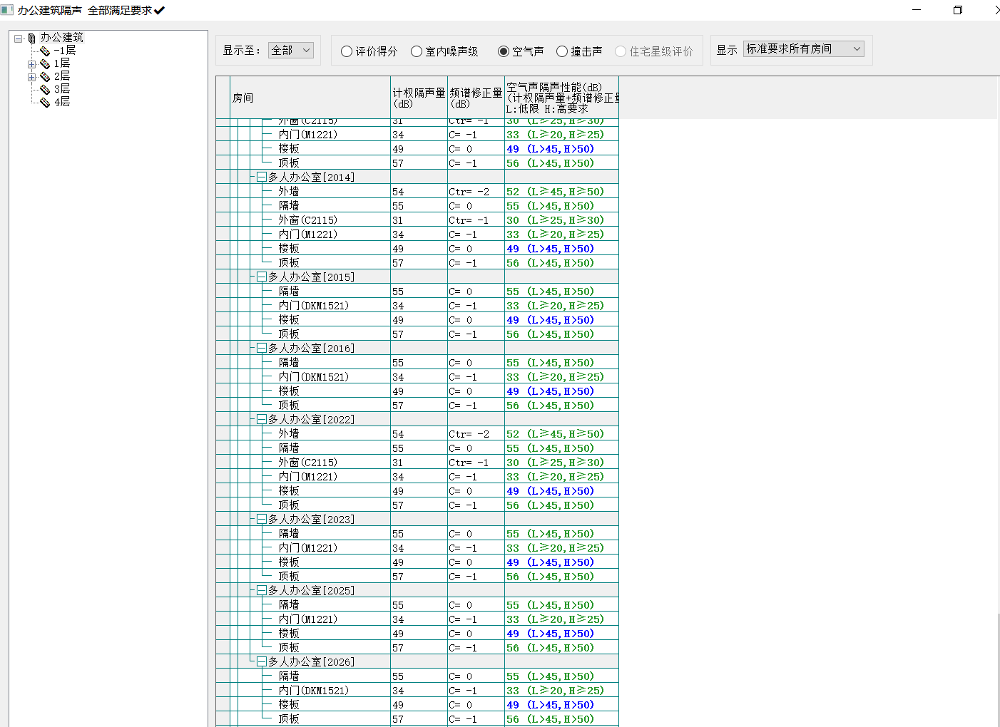 办公建筑隔声 全部满足要求✔
办公建筑
-1层
1层
2层
3层
4层
显示至： 全部
评价得分 室内噪声级 空气声 撞击声 住宅星级评价
显示 标准要求所有房间
房间 计权隔声量(dB) 频谱修正量(dB) 空气声隔声性能(dB)
(计权隔声量+频谱修正量
L:低限 H:高要求
外窗(C2115) 31 Ctr= -1 30 (L≥25,H≥30)
内门(M1221) 34 C= -1 33 (L≥20,H≥25)
楼板 49 C= 0 49 (L>45,H>50)
顶板 57 C= -1 56 (L>45,H>50)
多人办公室[2014]
外墙 54 Ctr= -2 52 (L≥45,H≥50)
隔墙 55 C= 0 55 (L>45,H>50)
外窗(C2115) 31 Ctr= -1 30 (L≥25,H≥30)
内门(M1221) 34 C= -1 33 (L≥20,H≥25)
楼板 49 C= 0 49 (L>45,H>50)
顶板 57 C= -1 56 (L>45,H>50)
多人办公室[2015]
隔墙 55 C= 0 55 (L>45,H>50)
内门(DKM1521) 34 C= -1 33 (L≥20,H≥25)
楼板 49 C= 0 49 (L>45,H>50)
顶板 57 C= -1 56 (L>45,H>50)
多人办公室[2016]
隔墙 55 C= 0 55 (L>45,H>50)
内门(DKM1521) 34 C= -1 33 (L≥20,H≥25)
楼板 49 C= 0 49 (L>45,H>50)
顶板 57 C= -1 56 (L>45,H>50)
多人办公室[2022]
外墙 54 Ctr= -2 52 (L≥45,H≥50)
隔墙 55 C= 0 55 (L>45,H>50)
外窗(C2115) 31 Ctr= -1 30 (L≥25,H≥30)
内门(M1221) 34 C= -1 33 (L≥20,H≥25)
楼板 49 C= 0 49 (L>45,H>50)
顶板 57 C= -1 56 (L>45,H>50)
多人办公室[2023]
隔墙 55 C= 0 55 (L>45,H>50)
内门(M1221) 34 C= -1 33 (L≥20,H≥25)
楼板 49 C= 0 49 (L>45,H>50)
顶板 57 C= -1 56 (L>45,H>50)
多人办公室[2025]
隔墙 55 C= 0 55 (L>45,H>50)
内门(M1221) 34 C= -1 33 (L≥20,H≥25)
楼板 49 C= 0 49 (L>45,H>50)
顶板 57 C= -1 56 (L>45,H>50)
多人办公室[2026]
隔墙 55 C= 0 55 (L>45,H>50)
内门(DKM1521) 34 C= -1 33 (L≥20,H≥25)
楼板 49 C= 0 49 (L>45,H>50)
顶板 57 C= -1 56 (L>45,H>50)